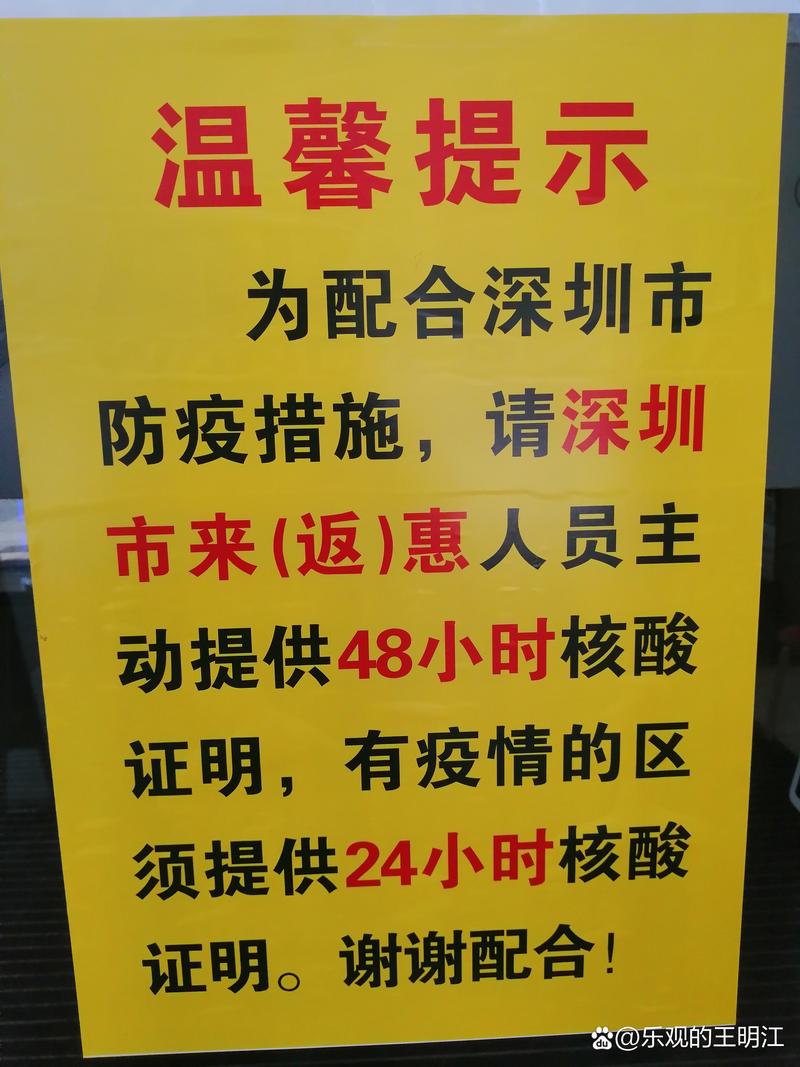 温馨提示
为配合深圳市
防疫措施，请深圳
市来(返)惠人员主
动提供48小时核酸
证明，有疫情的区
须提供24小时核酸
证明。谢谢配合！
du @乐观的王明江